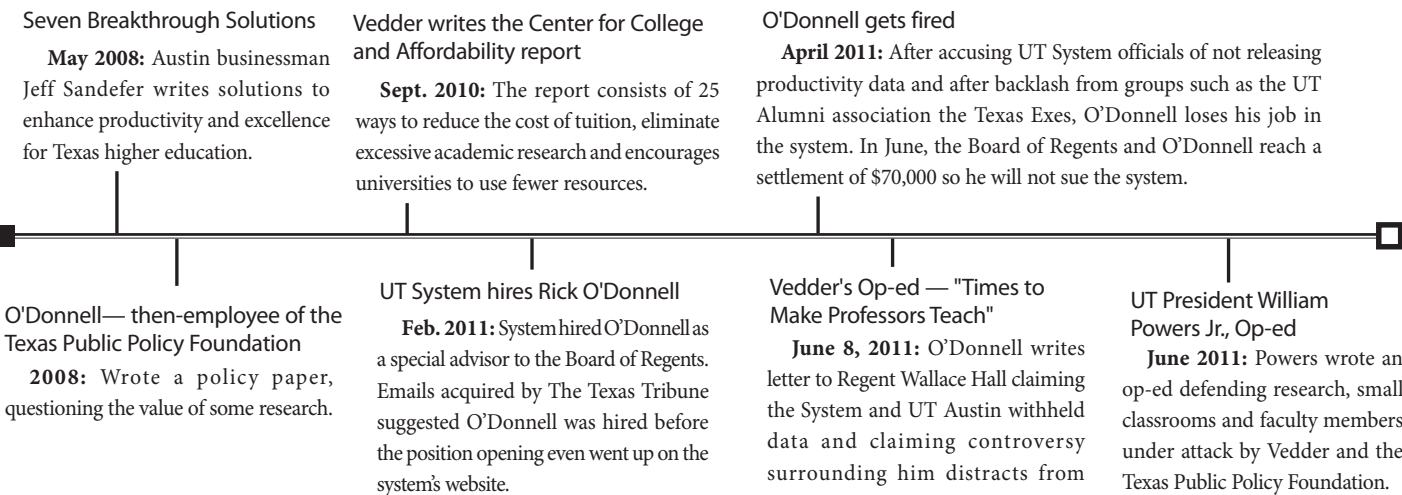 Seven Breakthrough Solutions
May 2008: Austin businessman
Jeff Sandefer writes solutions to
enhance productivity and excellence
for Texas higher education.
Vedder writes the Center for College
and Affordability report
Sept. 2010: The report consists of 25
ways to reduce the cost of tuition, eliminate
excessive academic research and encourages
universities to use fewer resources.
O'Donnell gets fired
April 2011: After accusing UT System officials of not releasing
productivity data and after backlash from groups such as the UT
Alumni association the Texas Exes, O’Donnell loses his job in
the system. In June, the Board of Regents and O’Donnell reach a
settlement of $70,000 so he will not sue the system.
O'Donnell— then-employee of the
Texas Public Policy Foundation
2008: Wrote a policy paper,
questioning the value of some research.
UT System hires Rick O'Donnell
Feb. 2011: System hired O’Donnell as
a special advisor to the Board of Regents.
Emails acquired by The Texas Tribune
suggested O’Donnell was hired before
the position opening even went up on the
system’s website.
Vedder's Op-ed — "Times to
Make Professors Teach"
June 8, 2011: O’Donnell writes
letter to Regent Wallace Hall claiming
the System and UT Austin withheld
data and claiming controversy
surrounding him distracts from
UT President William
Powers Jr., Op-ed
June 2011: Powers wrote an
op-ed defending research, small
classrooms and faculty members
under attack by Vedder and the
Texas Public Policy Foundation.